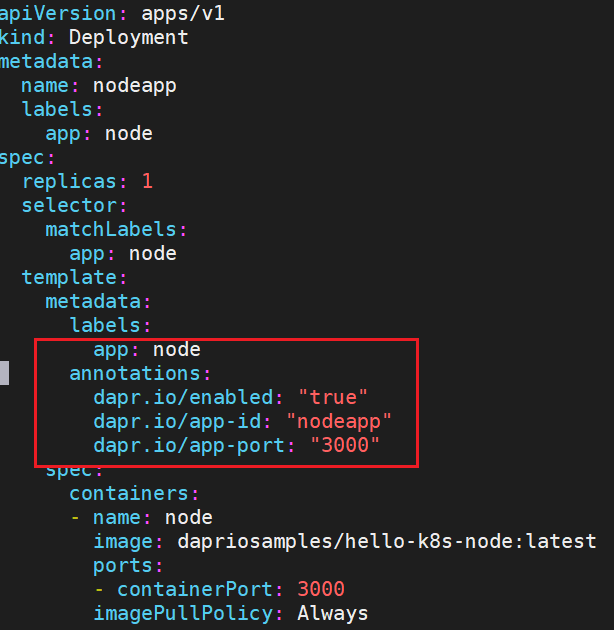 apiVersion: apps/v1
kind: Deployment
metadata:
  name: nodeapp
  labels:
    app: node
spec:
  replicas: 1
  selector:
    matchLabels:
      app: node
  template:
    metadata:
      labels:
        app: node
      annotations:
        dapr.io/enabled: "true"
        dapr.io/app-id: "nodeapp"
        dapr.io/app-port: "3000"
    spec:
      containers:
      - name: node
        image: dapriosamples/hello-k8s-node:latest
        ports:
        - containerPort: 3000
        imagePullPolicy: Always